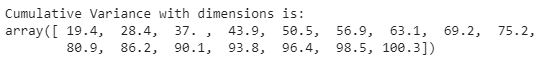 Cumulative Variance with dimensions is:
array([ 19.4,  28.4,  37. ,  43.9,  50.5,  56.9,  63.1,  69.2,  75.2,
        80.9,  86.2,  90.1,  93.8,  96.4,  98.5, 100.3])